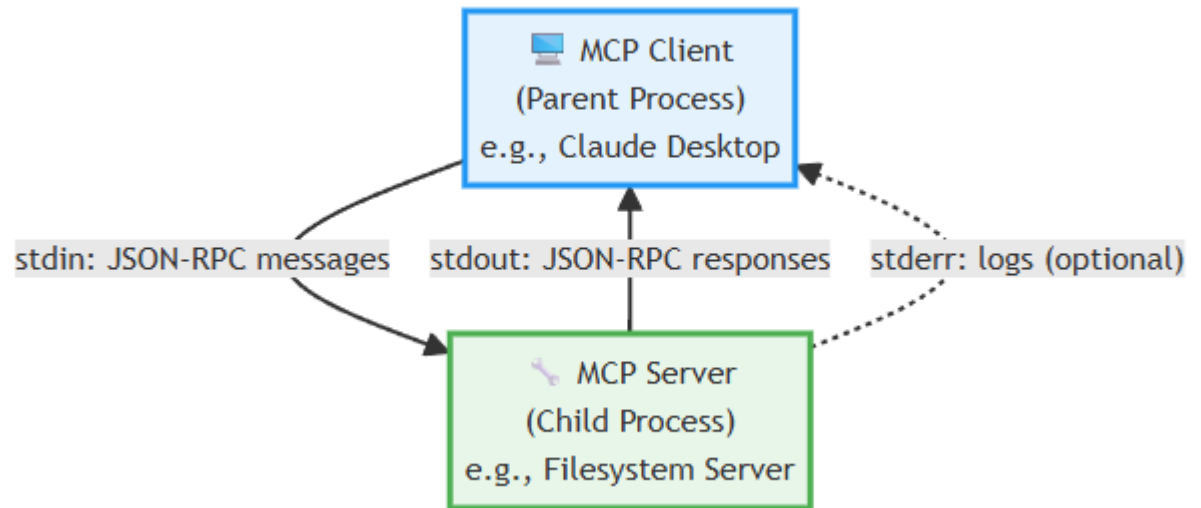 MCP Client
(Parent Process)
e.g., Claude Desktop
stdin: JSON-RPC messages
stdout: JSON-RPC responses
stderr: logs (optional)
MCP Server
(Child Process)
e.g., Filesystem Server